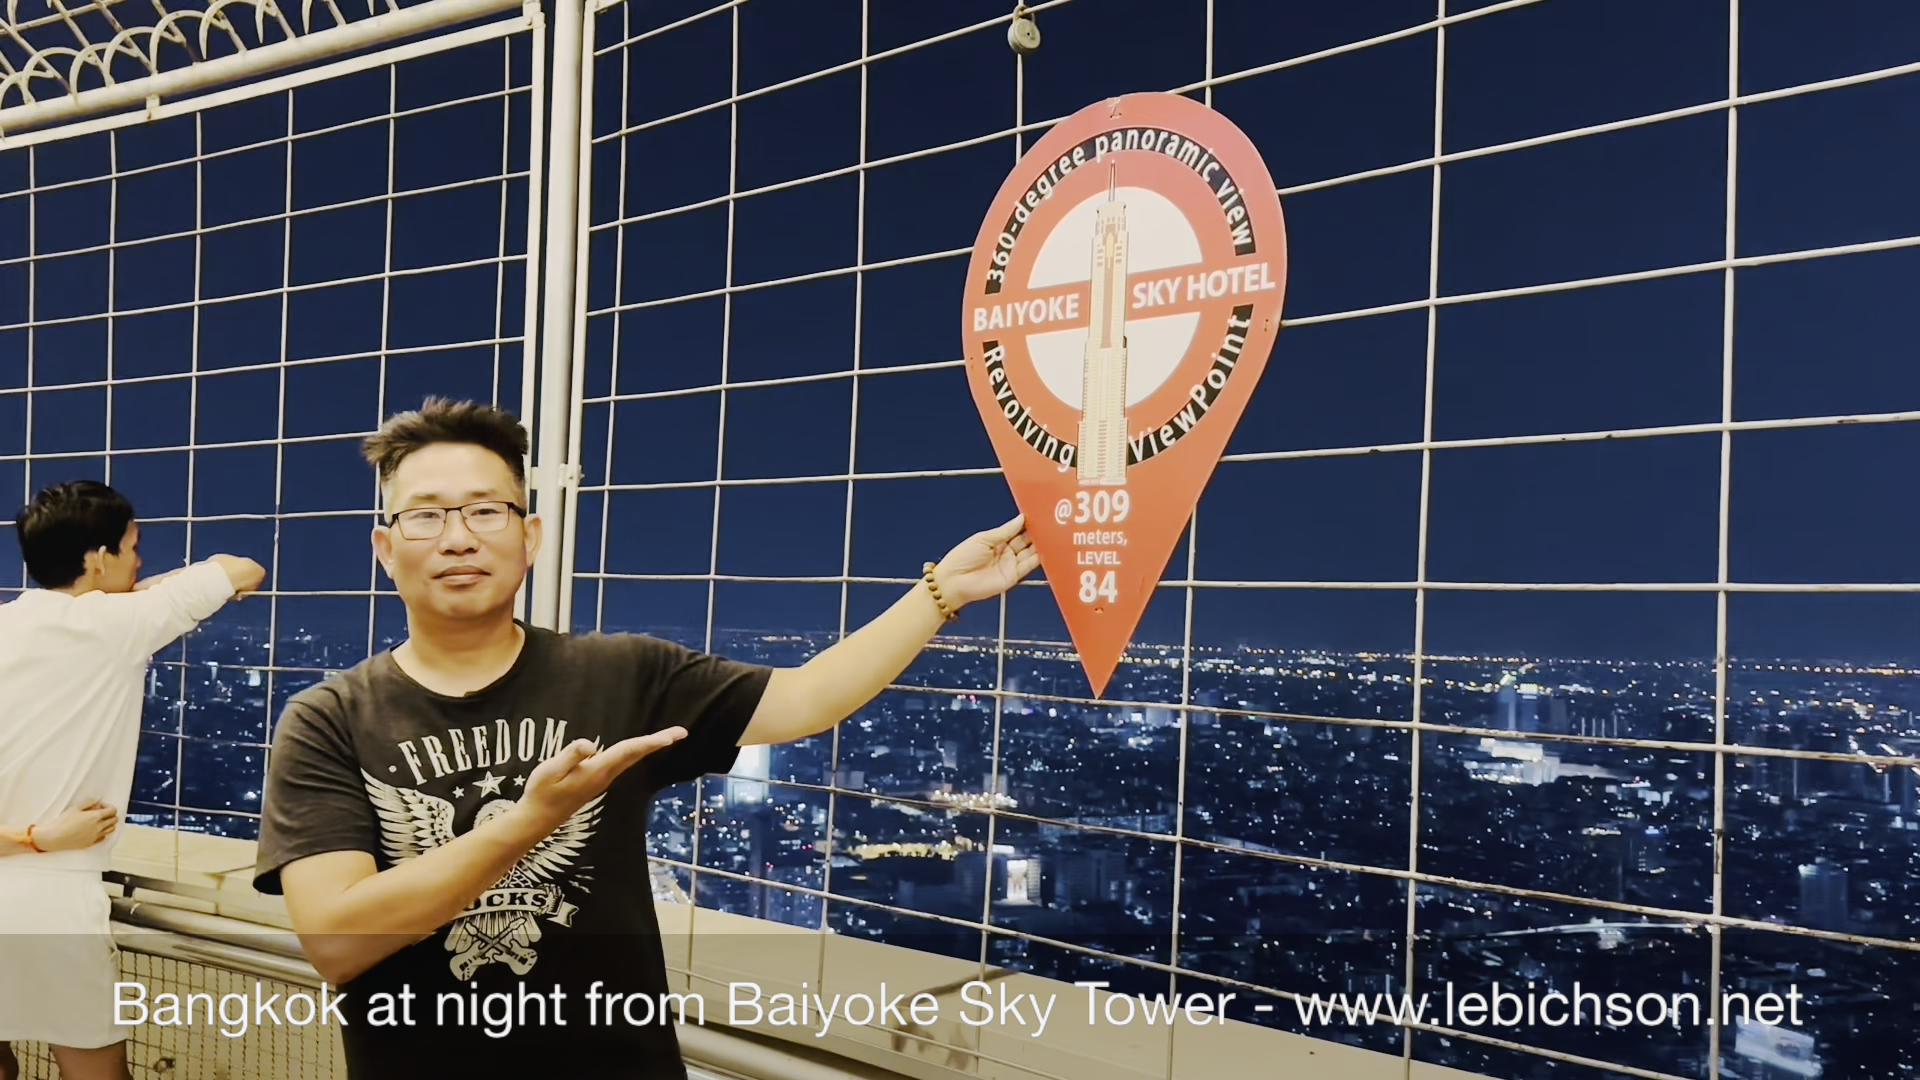 360-degree panoramic view
BAIYOKE SKY HOTEL
Revolving ViewPoint
@309
meters,
LEVEL
84
FREEDOM
OCKS
Bangkok at night from Baiyoke Sky Tower - www.lebichson.net